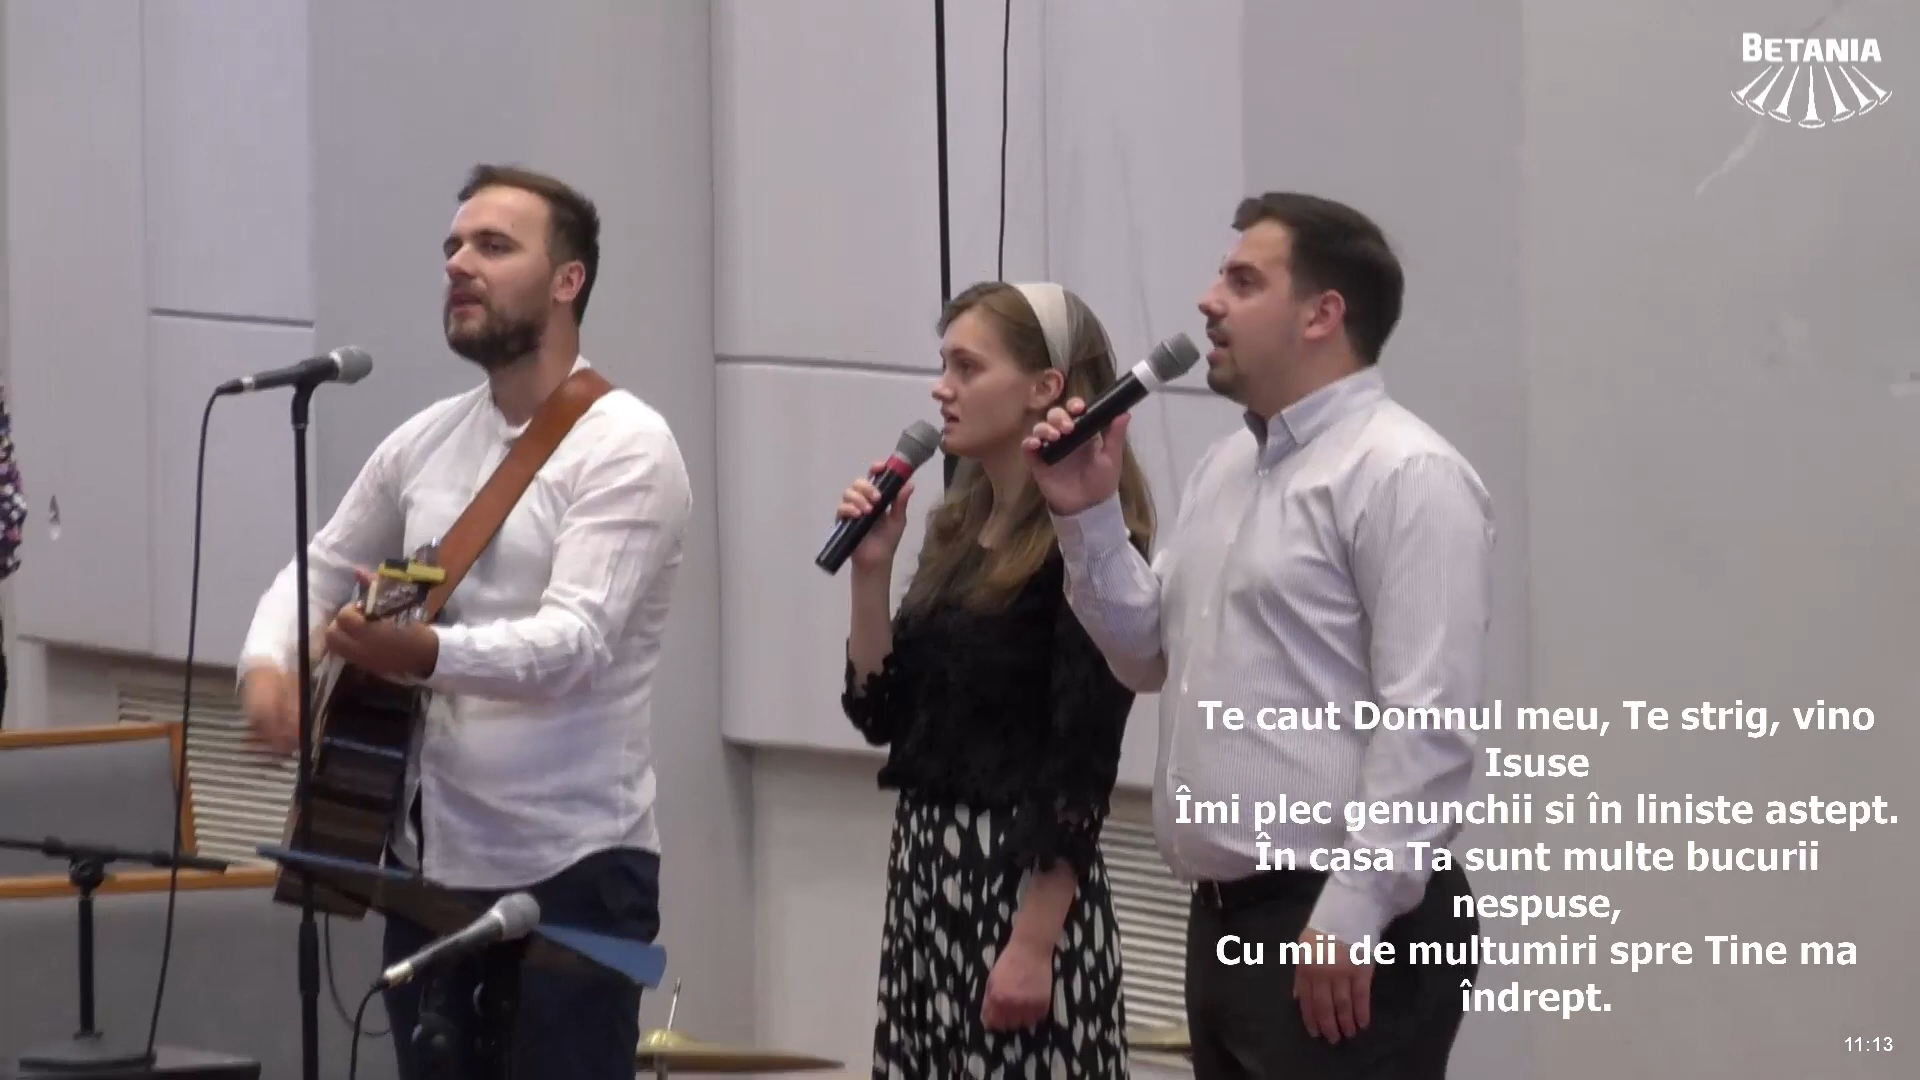 BETANIA
Te caut Domnul meu, Te strig, vino
Isuse
Îmi plec genunchii si în liniste astept.
În casa Ta sunt multe bucurii
nespuse,
Cu mii de multumiri spre Tine ma
îndrept.
11:13